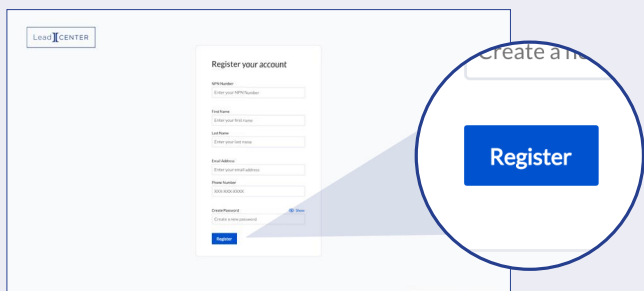 Lead CENTER
Register your account
NPN Number
Enter your NPN Number
First Name
Enter your first name
Last Name
Enter your last name
Email Address
Enter your email address
Phone Number
XXX-XXX-XXXX
Create Password Show
Create a new password
Register
Create a ne
Register